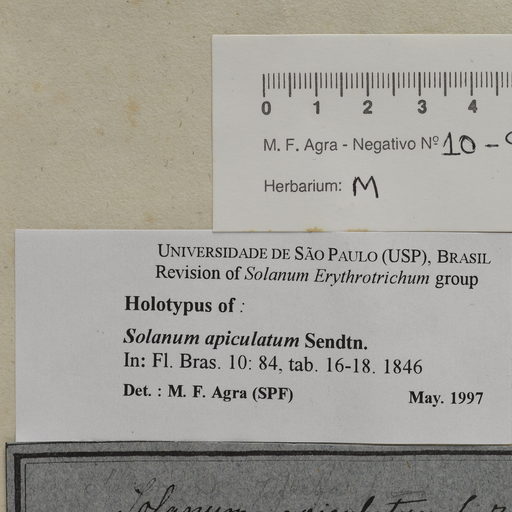 0 1 2 3 4
M. F. Agra - Negativo Nº 10 -
Herbarium: M
UNIVERSIDADE DE SÃO PAULO (USP), BRASIL
Revision of Solanum Erythrotrichum group
Holotypus of :
Solanum apiculatum Sendtn.
In: Fl. Bras. 10: 84, tab. 16-18. 1846
Det. : M. F. Agra (SPF) May. 1997
Solanum apiculatum